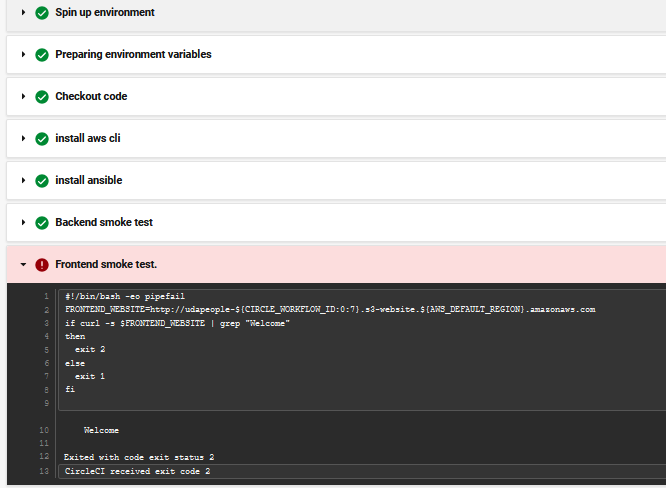 Spin up environment
Preparing environment variables
Checkout code
install aws cli
install ansible
Backend smoke test
Frontend smoke test.
1 #!/bin/bash -eo pipefail
2 FRONTEND_WEBSITE=http://udapeople-${CIRCLE_WORKFLOW_ID:0:7}.s3-website.${AWS_DEFAULT_REGION}.amazonaws.com
3 if curl -s $FRONTEND_WEBSITE | grep "Welcome"
4 then
5   exit 2
6 else
7   exit 1
8 fi
9
10    Welcome
11
12 Exited with code exit status 2
13 CircleCI received exit code 2